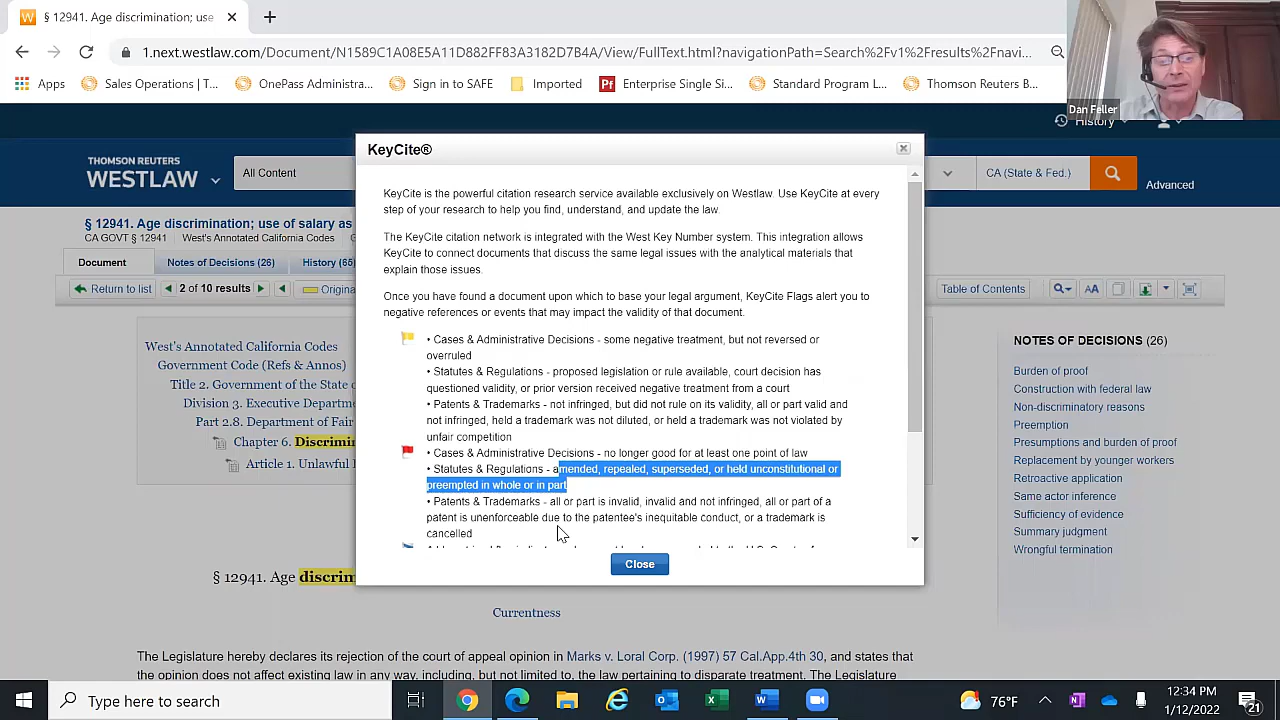 § 12941. Age discrimination; use
1.next.westlaw.com/Document/N1589C1A08E5A11D882FF83A3182D7B4A/View/FullText.html?navigationPath=Search%2Fv1%2Fresults%2Fnavi...
Apps
Sales Operations | T...
OnePass Administra...
Sign in to SABE
Imported
Enterprise Single Si...
Standard Program L...
Thomson Reuters B...
Dan Feller
History
THOMSON REUTERS
WESTLAW
All Content
CA (State & Fed.)
Advanced
§ 12941. Age discrimination; use of salary as
CA GOVT § 12941
West's Annotated California Codes
Document
Notes of Decisions (26)
History (65)
Return to list
2 of 10 results
Origina
Table of Contents
AA
West's Annotated California Codes
Government Code (Refs & Annos)
Title 2. Government of the State o
Division 3. Executive Departm
Part 2.8. Department of Fair
Chapter 6. Discrimin
Article 1. Unlawful
§ 12941. Age discrim
Currentness
The Legislature hereby declares its rejection of the court of appeal opinion in Marks v. Loral Corp. (1997) 57 Cal.App.4th 30, and states that
the opinion does not affect existing law in any way, including, but not limited to, the law pertaining to disparate treatment. The Legislature
KeyCite®
KeyCite is the powerful citation research service available exclusively on Westlaw. Use KeyCite at every
step of your research to help you find, understand, and update the law.
The KeyCite citation network is integrated with the West Key Number system. This integration allows
KeyCite to connect documents that discuss the same legal issues with the analytical materials that
explain those issues.
Once you have found a document upon which to base your legal argument, KeyCite Flags alert you to
negative references or events that may impact the validity of that document.
• Cases & Administrative Decisions - some negative treatment, but not reversed or
overruled
• Statutes & Regulations - proposed legislation or rule available, court decision has
questioned validity, or prior version received negative treatment from a court
• Patents & Trademarks - not infringed, but did not rule on its validity, all or part valid and
not infringed, held a trademark was not diluted, or held a trademark was not violated by
unfair competition
• Cases & Administrative Decisions - no longer good for at least one point of law
• Statutes & Regulations - amended, repealed, superseded, or held unconstitutional or
preempted in whole or in part
• Patents & Trademarks - all or part is invalid, invalid and not infringed, all or part of a
patent is unenforceable due to the patentee's inequitable conduct, or a trademark is
cancelled
Close
NOTES OF DECISIONS (26)
Burden of proof
Construction with federal law
Non-discriminatory reasons
Preemption
Presumptions and burden of proof
Replacement by younger workers
Retroactive application
Same actor inference
Sufficiency of evidence
Summary judgment
Wrongful termination
Type here to search
76°F
12:34 PM
1/12/2022
21